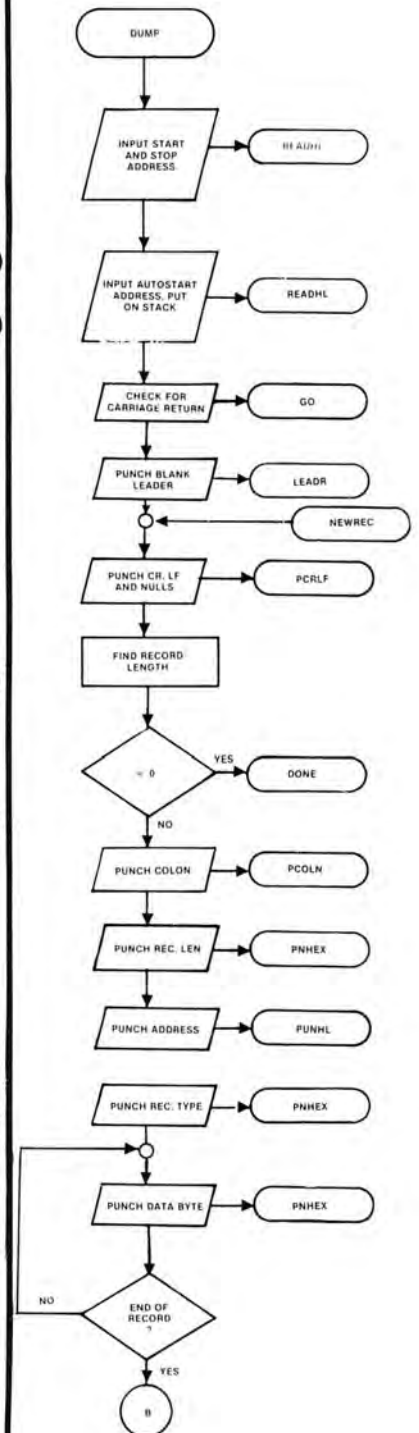 DUMP
INPUT START
AND STOP
ADDRESS
READHL
INPUT AUTOSTART
ADDRESS, PUT
ON STACK
READHL
CHECK FOR
CARRIAGE RETURN
GO
PUNCH BLANK
LEADER
LEADR
NEWREC
PUNCH CR, LF
AND NULLS
PCRLF
FIND RECORD
LENGTH
= 0
YES
DONE
NO
PUNCH COLON
PCOLN
PUNCH REC. LEN
PNHEX
PUNCH ADDRESS
PUNHL
PUNCH REC. TYPE
PNHEX
PUNCH DATA BYTE
PNHEX
NO
END OF
RECORD
?
YES
B